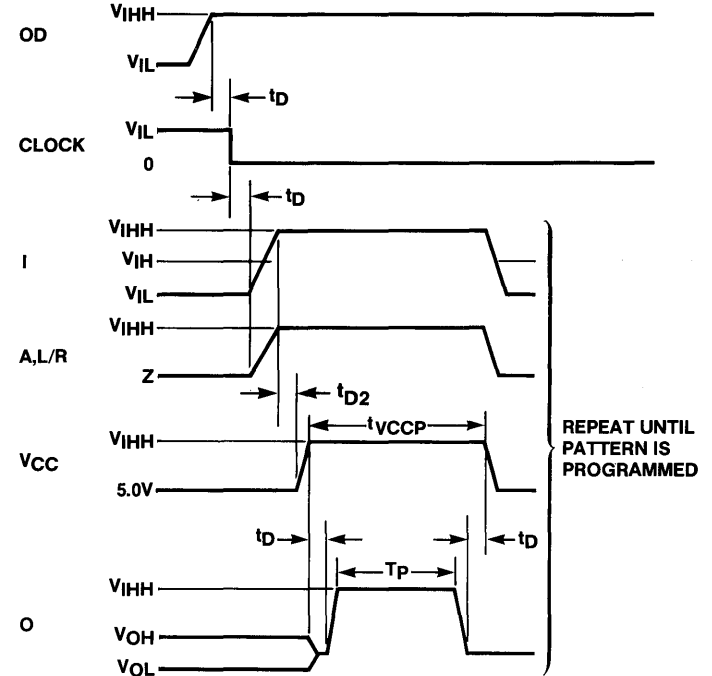 OD
VIHH
VIL
tD
CLOCK
VIL
0
tD
I
VIHH
VIH
VIL
A,L/R
VIHH
Z
tD2
VCC
VIHH
5.0V
tVCCP
REPEAT UNTIL
PATTERN IS
PROGRAMMED
tD
tD
O
VIHH
TP
VOH
VOL